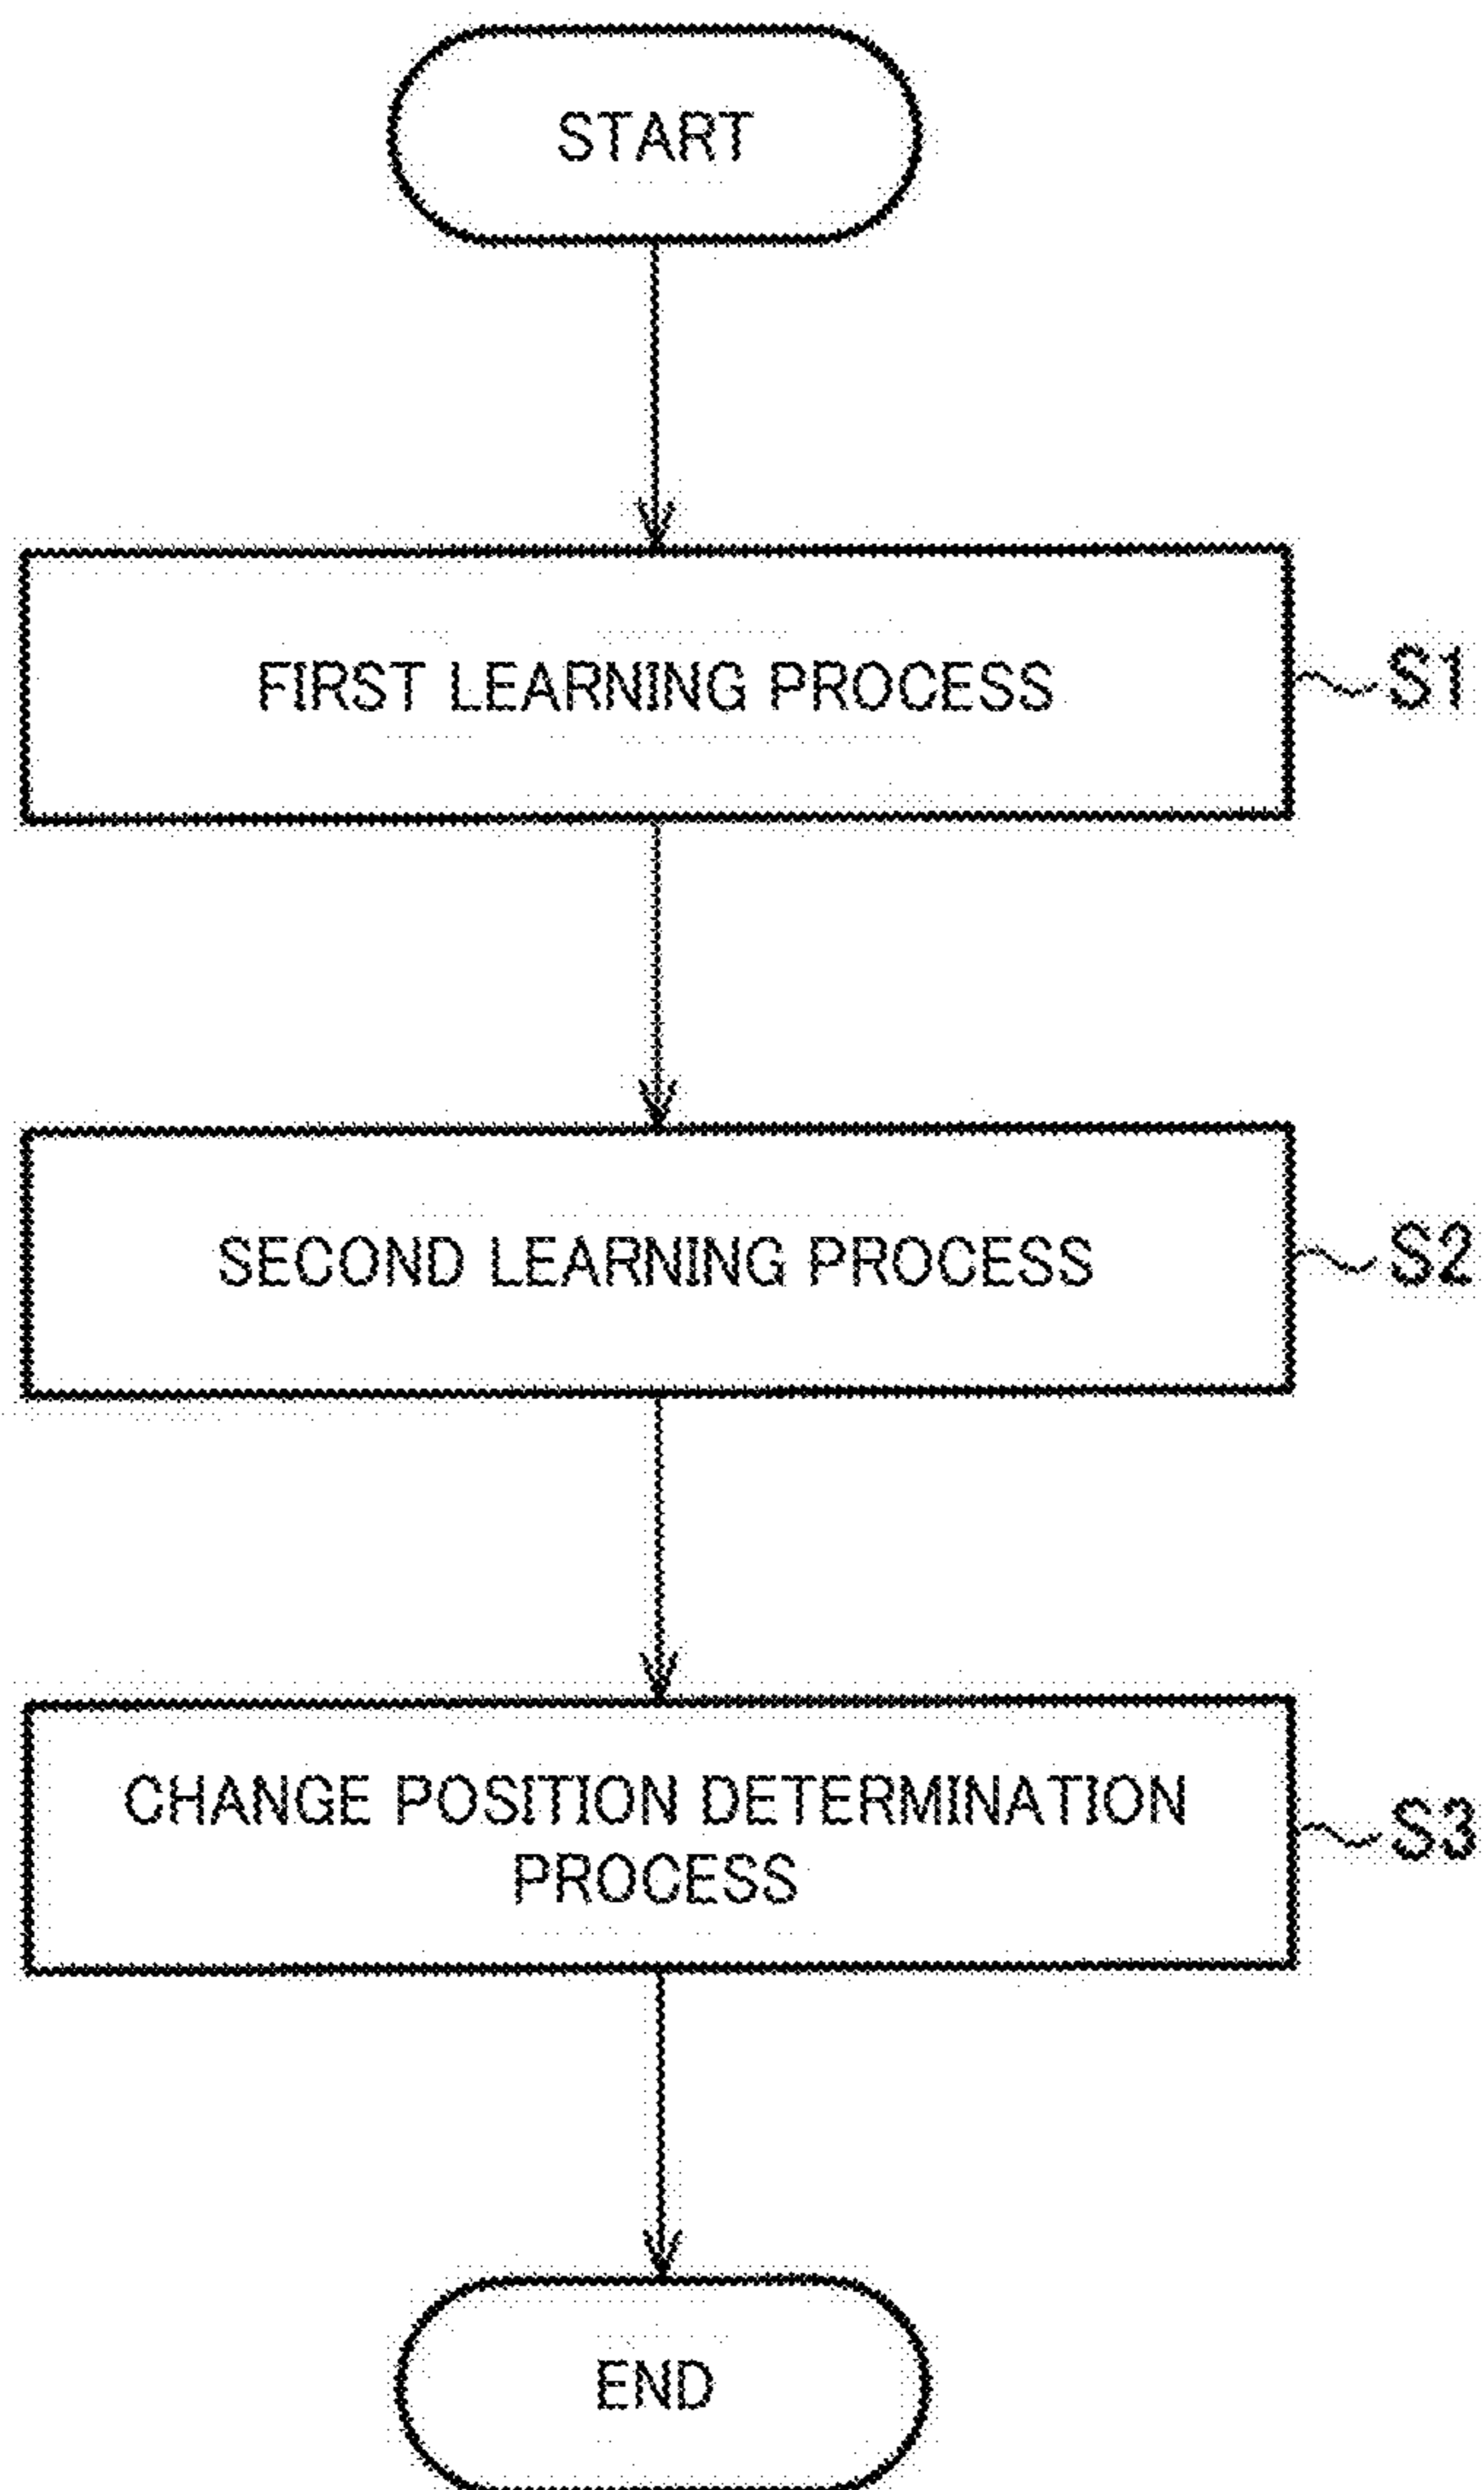 START
FIRST LEARNING PROCESS
S1
SECOND LEARNING PROCESS
S2
CHANGE POSITION DETERMINATION
PROCESS
S3
END